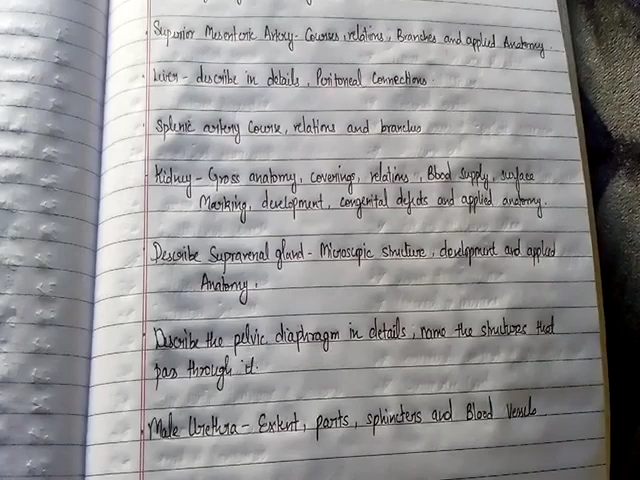 · Superior Mesenteric Artery - Courses, relations, Branches and applied Anatomy.
· Liver - describe in details, Peritoneal Connections.
· Splenic artery Course, relations and branches
· Kidney - Gross anatomy, coverings, relations, Blood supply, surface
Marking, development, congenital defects and applied anatomy.
· Describe Suprarenal gland - Microscopic structure, development and applied
Anatomy.
· Describe the pelvic diaphragm in details, name the structures that
pass through it.
· Male Urethra - Extent, parts, sphincters and Blood Vessels.